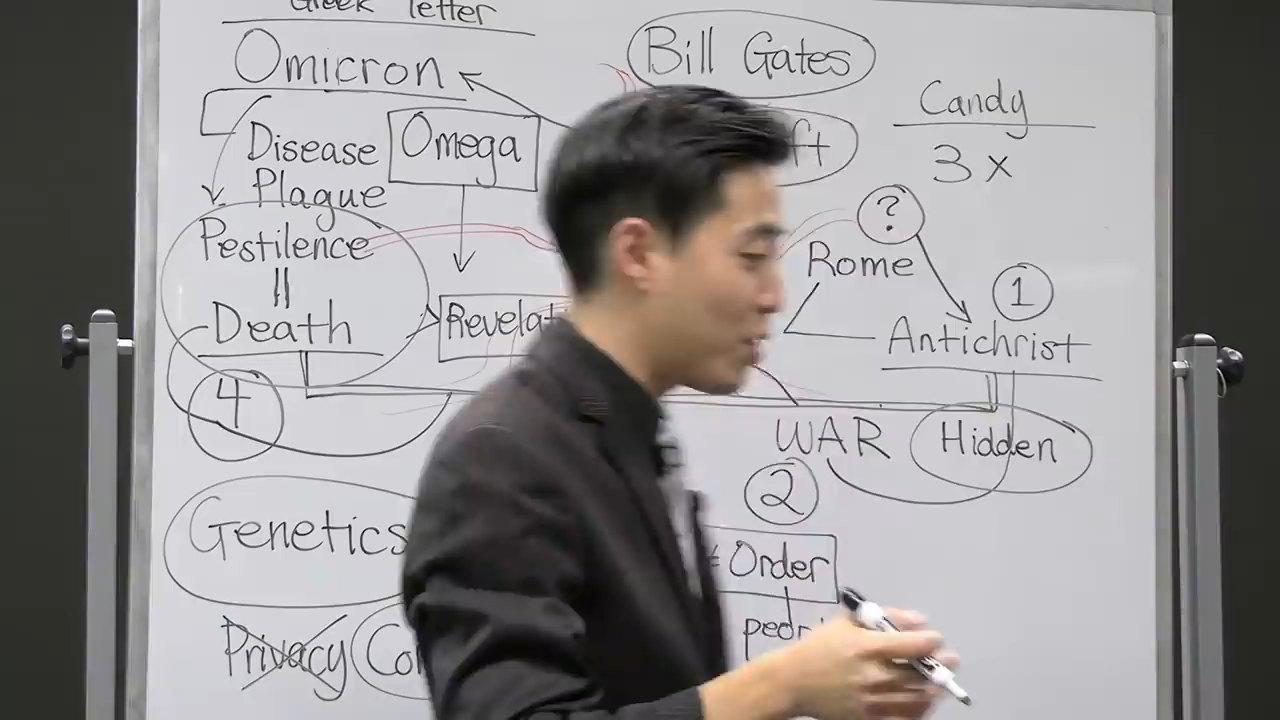 Greek letter
Omicron
Disease
Plague
Pestilence
Death
4
Omega
Genetics
Privacy
Bill Gates
Candy
3 x
?
Rome
1
Antichrist
WAR
Hidden
2
Order